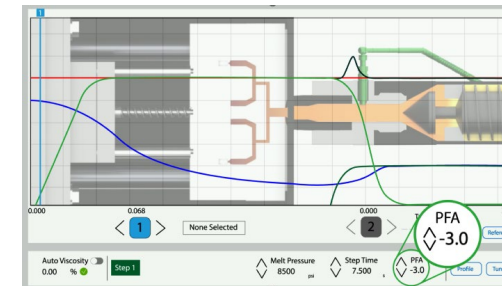 1
0.000
0.068
0.000
1
None Selected
2
PFA
-3.0
Auto Viscosity
0.00 %
Step 1
Melt Pressure
8500 psi
Step Time
7.500 s
PFA
-3.0
Profile